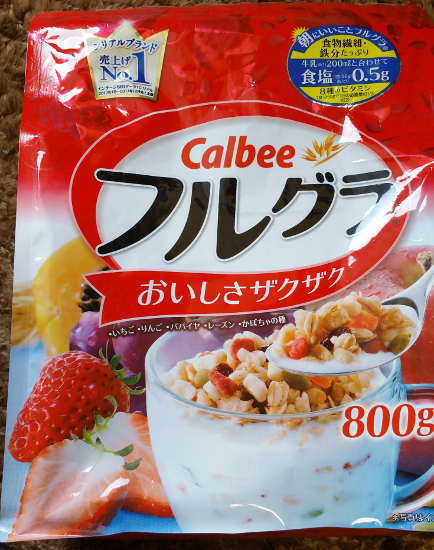 シリアルブランド
売上げ
No.1
朝にいいことフルグラ
食物繊維・
鉄分たっぷり
牛乳 200mlと合わせて
食塩 0.5g
8種のビタミン
Calbee
フルグラ
おいしさザクザク
・いちご・りんご・パパイヤ・レーズン・かぼちゃの種
800g